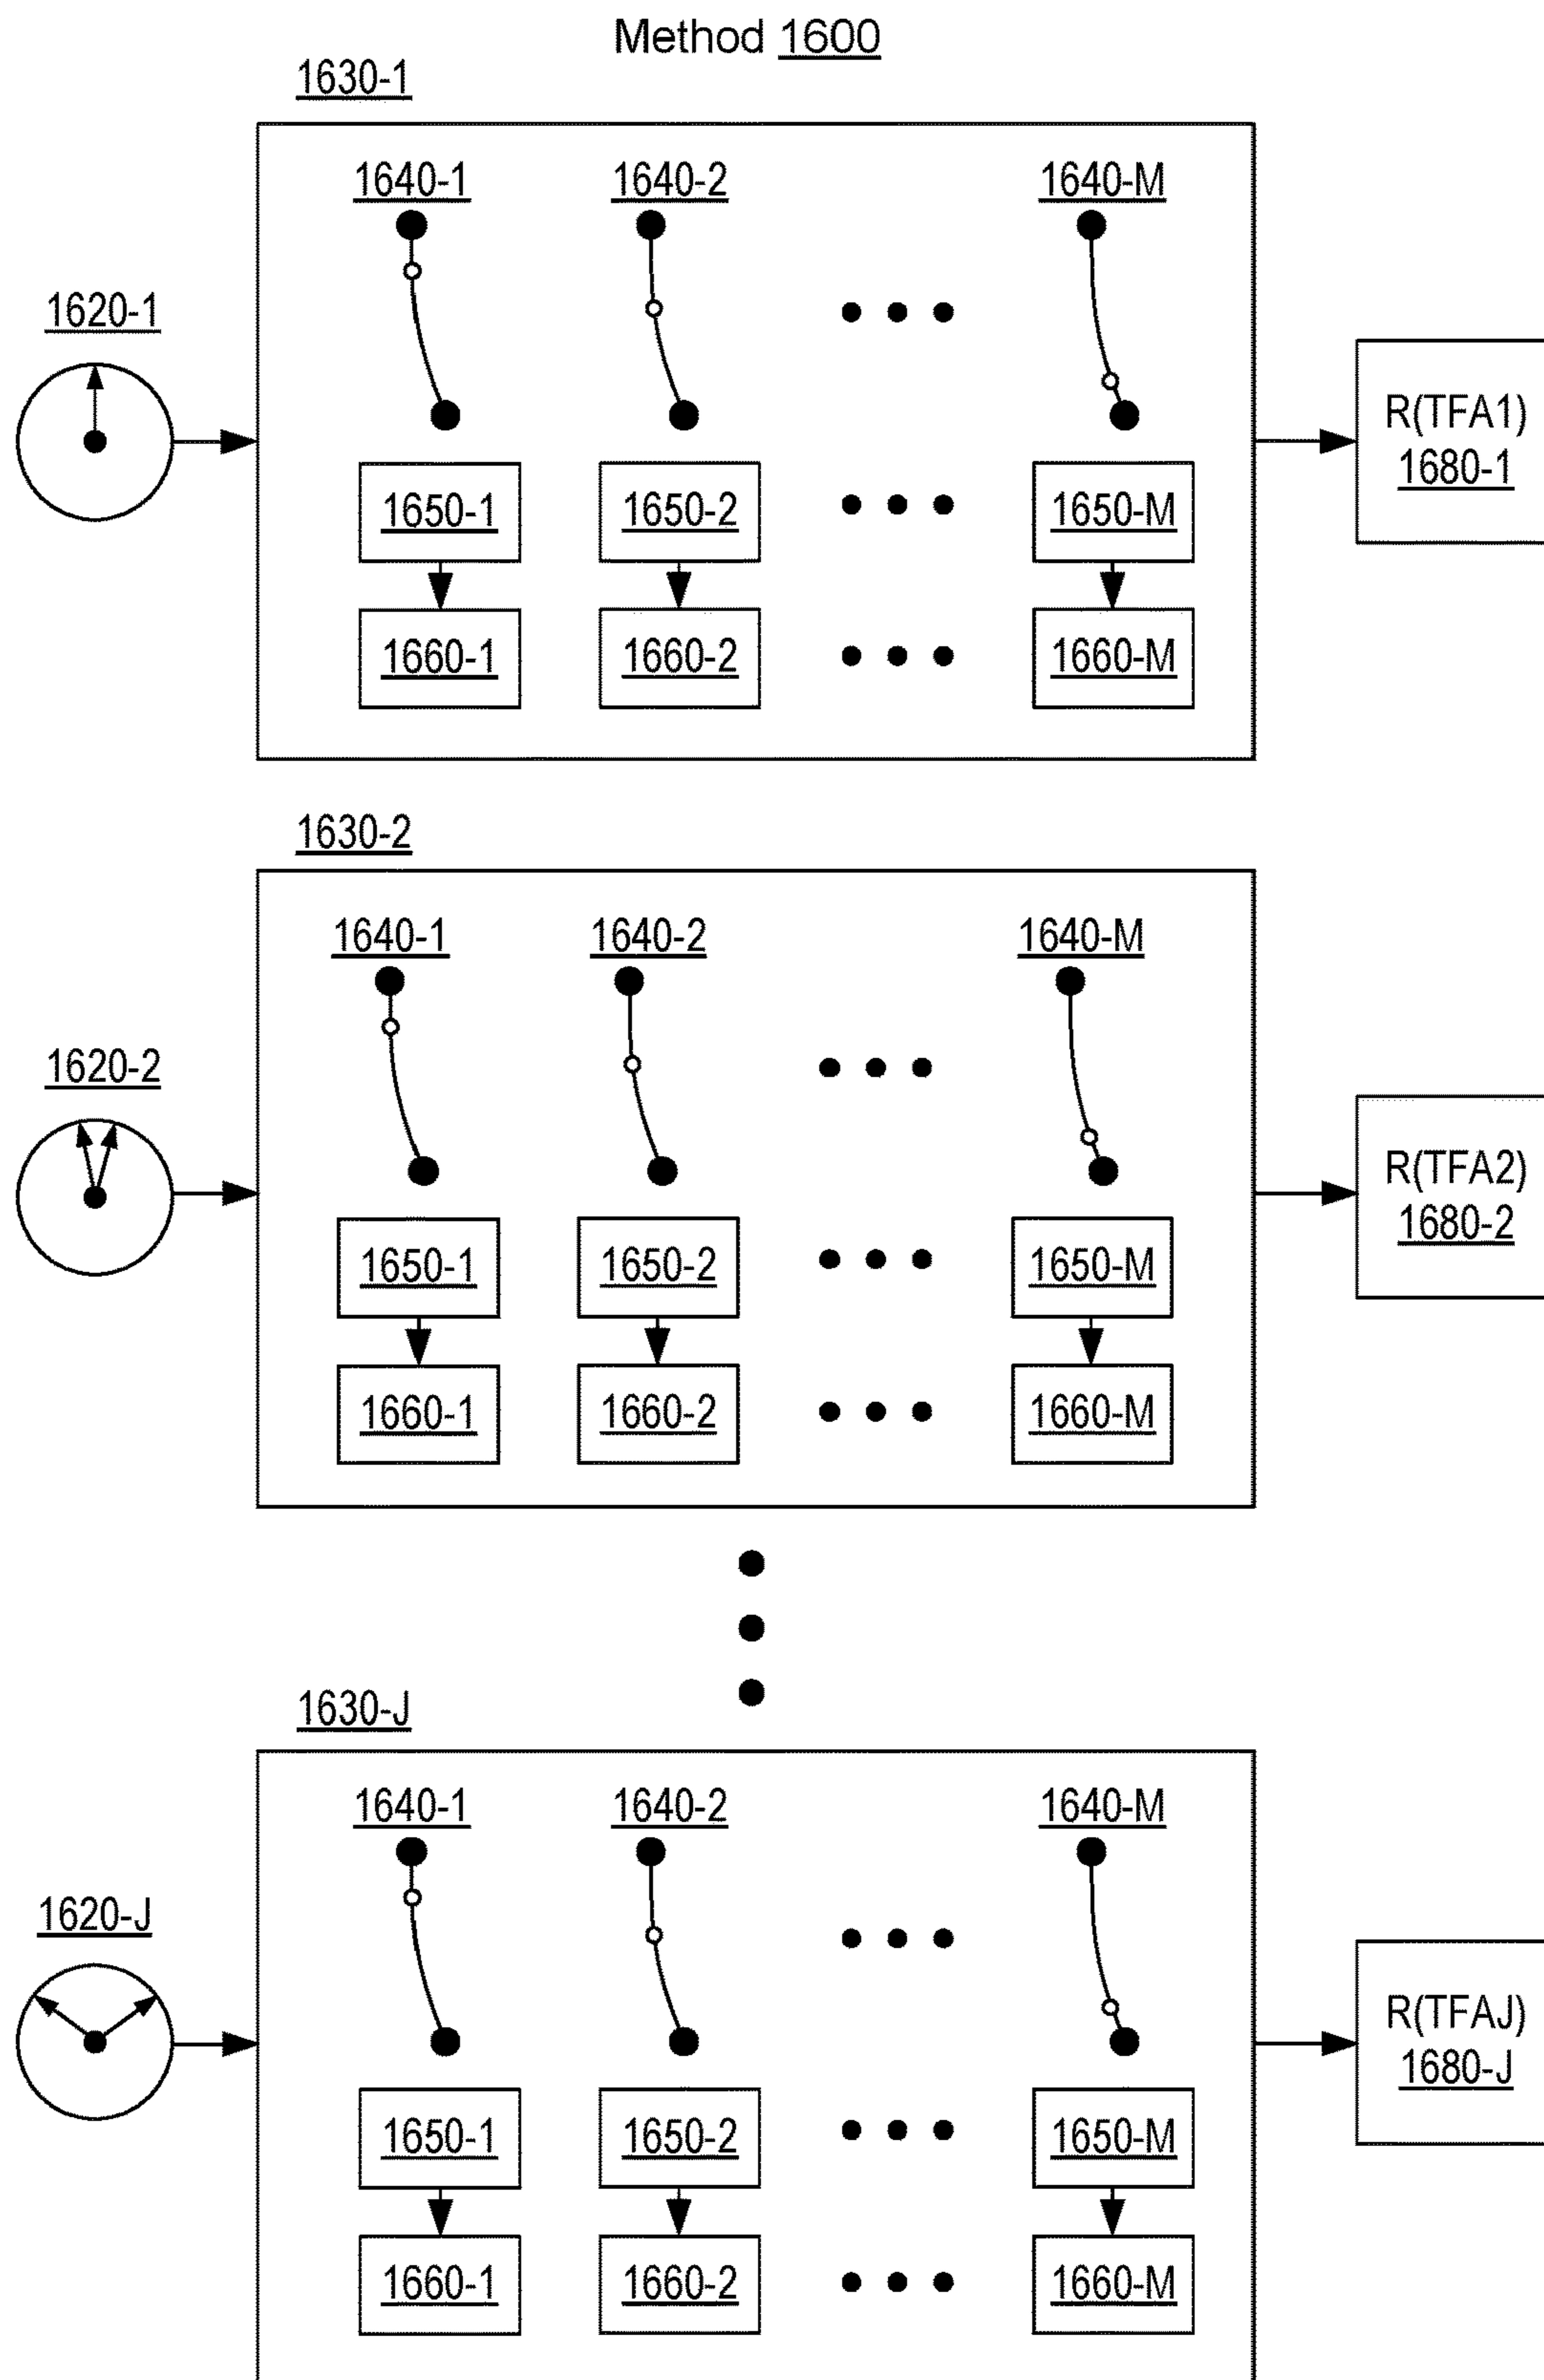 Method 1600
1630-1
1640-1 1640-2 1640-M
1620-1
R(TFA1)
1680-1
1650-1 1650-2 1650-M
1660-1 1660-2 1660-M
1630-2
1640-1 1640-2 1640-M
1620-2
R(TFA2)
1680-2
1650-1 1650-2 1650-M
1660-1 1660-2 1660-M
1630-J
1640-1 1640-2 1640-M
1620-J
R(TFAJ)
1680-J
1650-1 1650-2 1650-M
1660-1 1660-2 1660-M